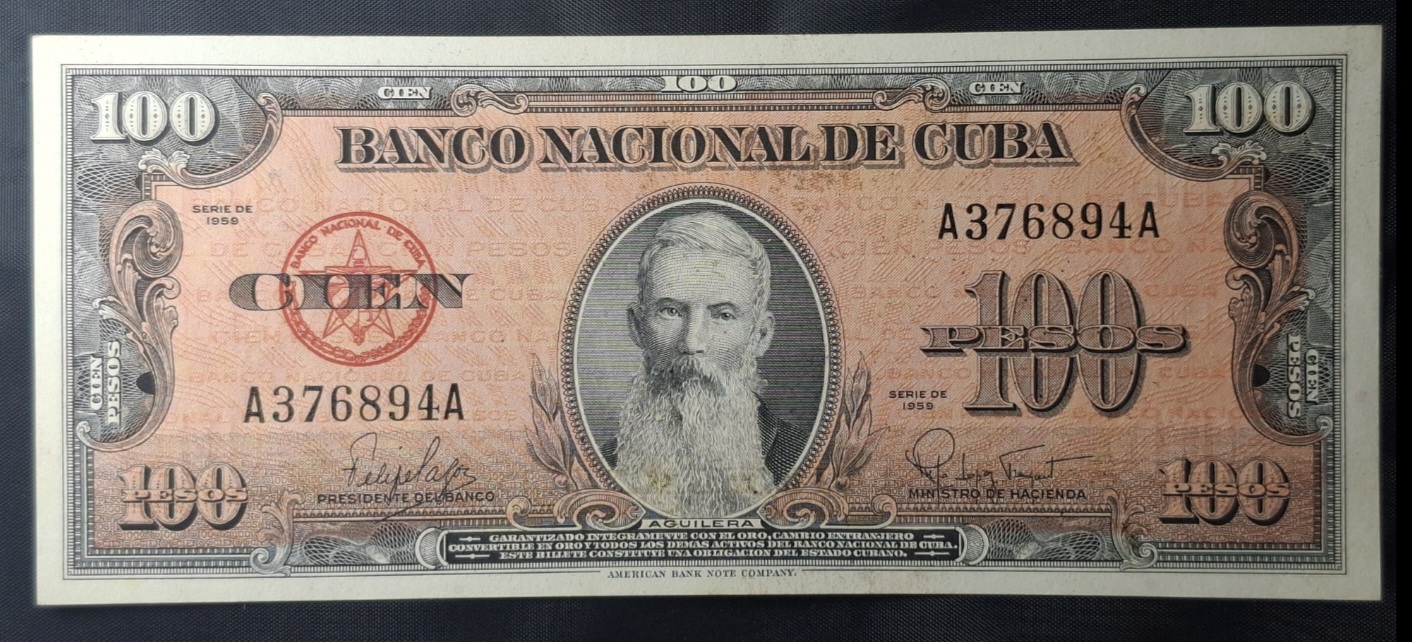 100 CIEN 100 CIEN 100
BANCO NACIONAL DE CUBA
SERIE DE
1959
BANCO NACIONAL DE CUBA
CIEN
A376894A
A376894A
100
PESOS
SERIE DE
1959
CIEN
PESOS
CIEN
PESOS
100
PESOS
PRESIDENTE DEL BANCO
MINISTRO DE HACIENDA
100
PESOS
AGUILERA
GARANTIZADO INTEGRAMENTE CON EL ORO, CAMBIO EXTRANJERO
CONVERTIBLE EN ORO Y TODOS LOS DEMAS ACTIVOS DEL BANCO NACIONAL DE CUBA.
ESTE BILLETE CONSTITUYE UNA OBLIGACION DEL ESTADO CUBANO.
AMERICAN BANK NOTE COMPANY.